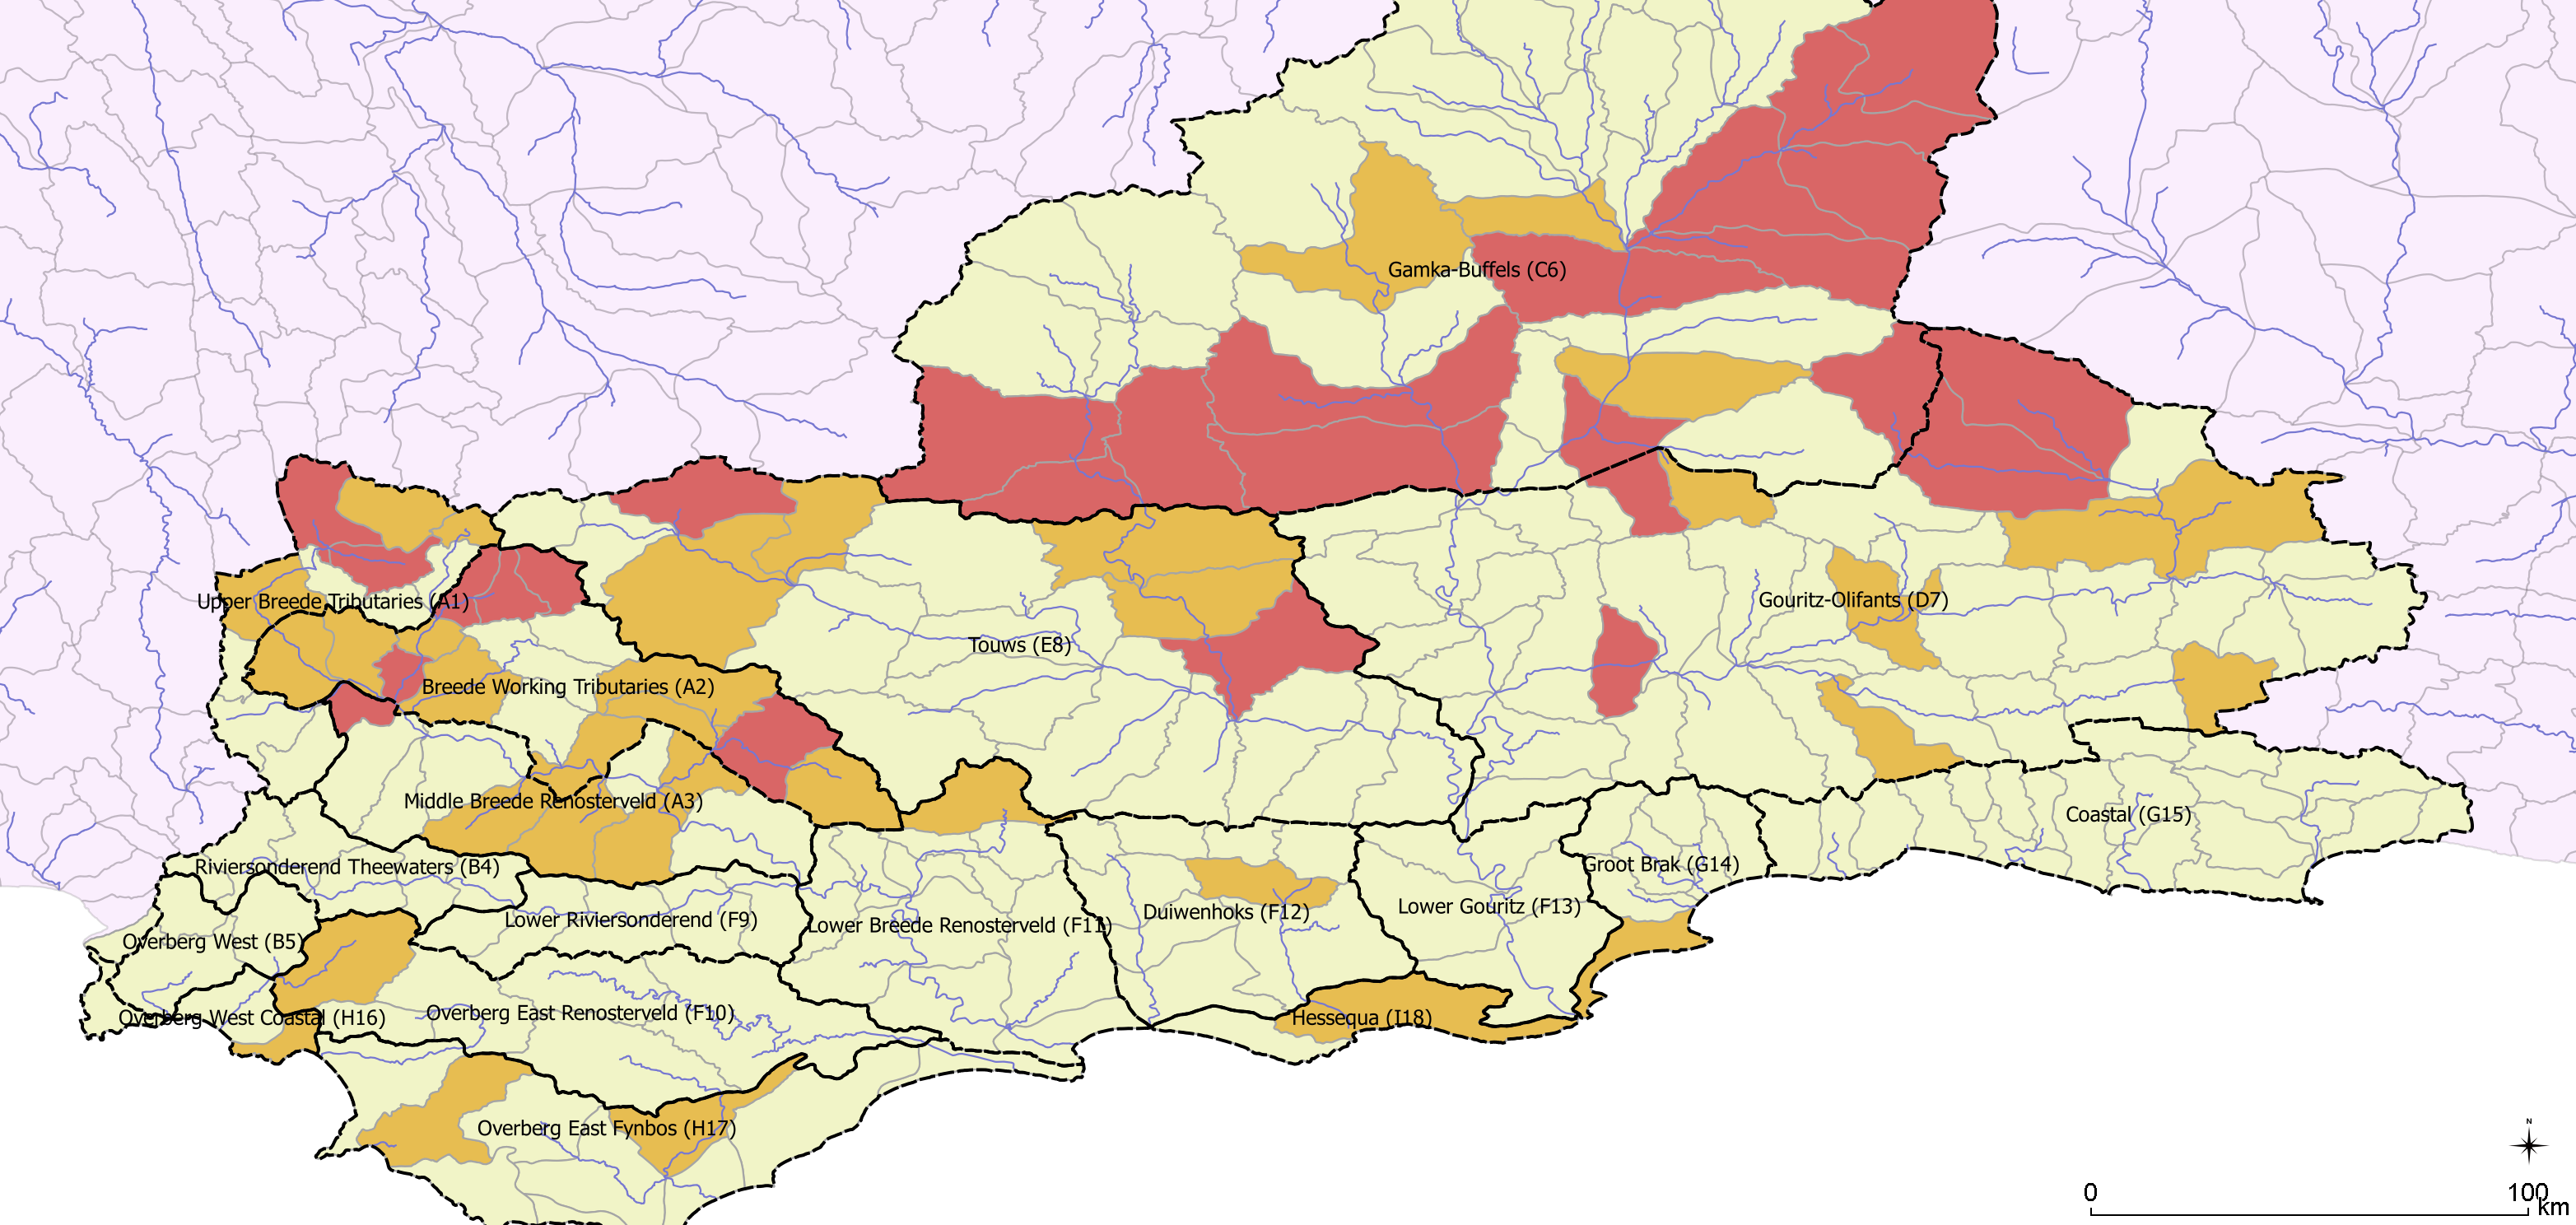 Gamka-Buffels (C6)
Upper Breede Tributaries (A1)
Gouritz-Olifants (D7)
Touws (E8)
Breede Working Tributaries (A2)
Middle Breede Renosterveld (A3)
Coastal (G15)
Riviersonderend Theewaters (B4)
Groot Brak (G14)
Lower Gouritz (F13)
Duiwenhoks (F12)
Lower Riviersonderend (F9)
Lower Breede Renosterveld (F11)
Overberg West (B5)
Overberg East Renosterveld (F10)
Overberg West Coastal (H16)
Hessequa (I18)
Overberg East Fynbos (H17)
N
0 100 km